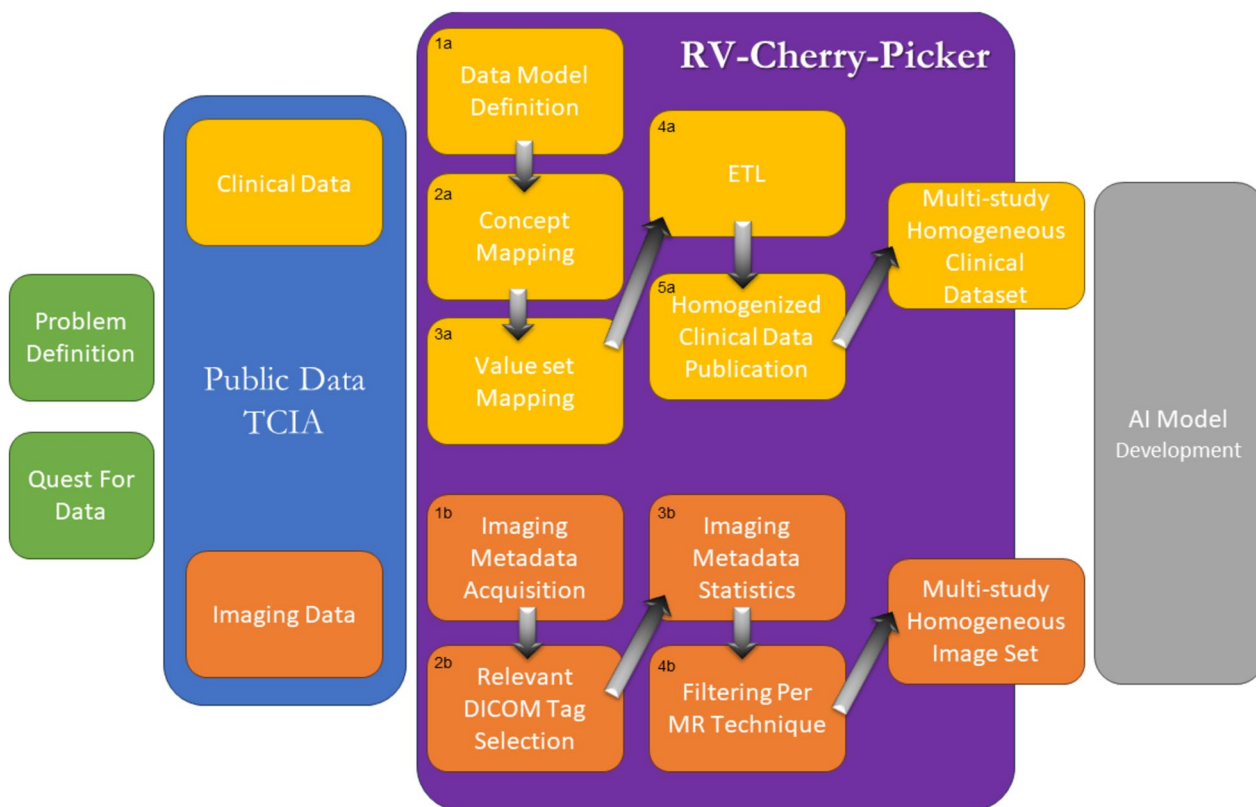 Problem
Definition
Quest For
Data
Clinical Data
Public Data
TCIA
Imaging Data
RV-Cherry-Picker
1a
Data Model
Definition
2a
Concept
Mapping
3a
Value set
Mapping
4a
ETL
5a
Homogenized
Clinical Data
Publication
Multi-study
Homogeneous
Clinical
Dataset
1b
Imaging
Metadata
Acquisition
2b
Relevant
DICOM Tag
Selection
3b
Imaging
Metadata
Statistics
4b
Filtering Per
MR Technique
Multi-study
Homogeneous
Image Set
AI Model
Development